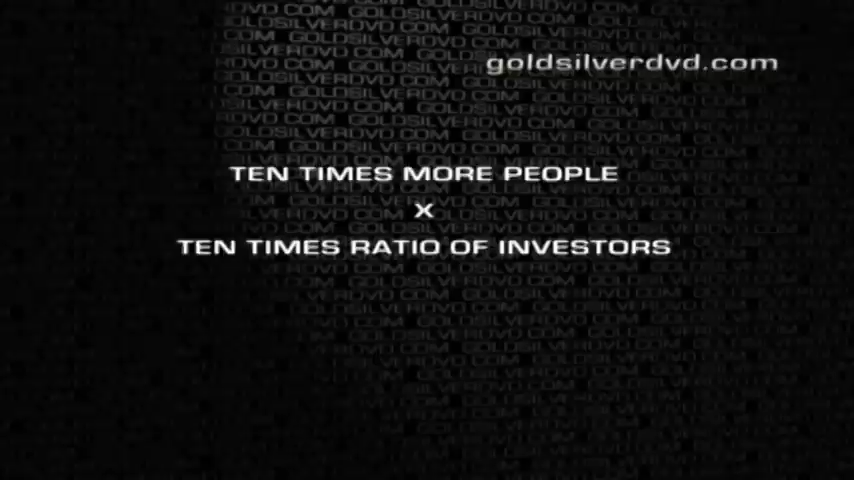 goldsilverdvd.com
TEN TIMES MORE PEOPLE
X
TEN TIMES RATIO OF INVESTORS